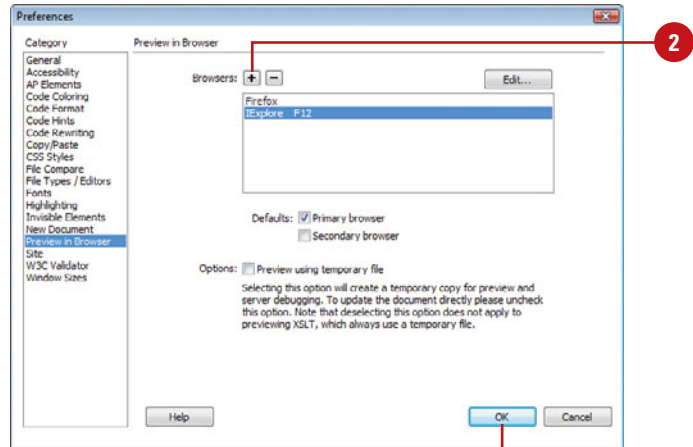 Preferences
Category
Preview in Browser
General
Accessibility
AP Elements
Code Coloring
Code Format
Code Hints
Code Rewriting
Copy/Paste
CSS Styles
File Compare
File Types / Editors
Fonts
Highlighting
Invisible Elements
New Document
Preview in Browser
Site
W3C Validator
Window Sizes
Browsers: + −
Edit...
Firefox
IExplore F12
Defaults: Primary browser
Secondary browser
Options: Preview using temporary file
Selecting this option will create a temporary copy for preview and
server debugging. To update the document directly please uncheck
this option. Note that deselecting this option does not apply to
previewing XSLT, which always use a temporary file.
Help
OK
Cancel
2